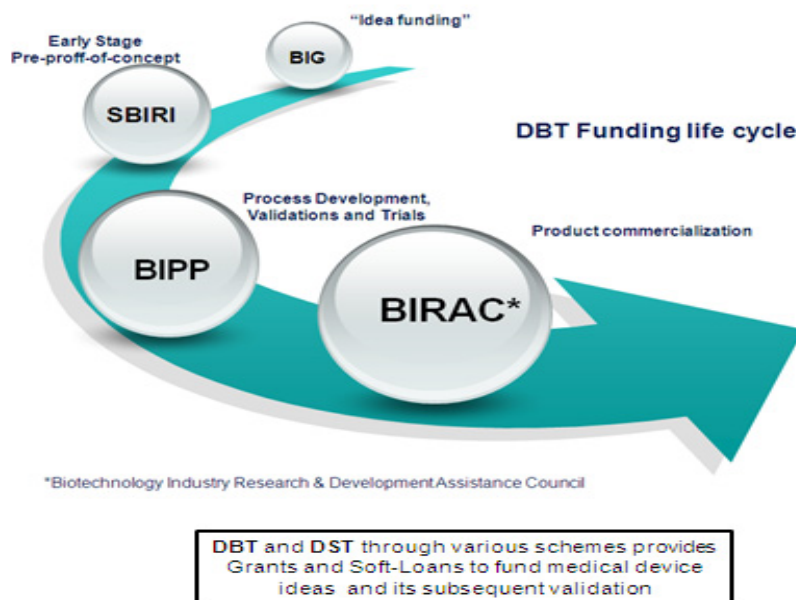 “Idea funding”
BIG
Early Stage
Pre-proff-of-concept
SBIRI
DBT Funding life cycle
Process Development,
Validations and Trials
BIPP
Product commercialization
BIRAC*
*Biotechnology Industry Research & Development Assistance Council
DBT and DST through various schemes provides
Grants and Soft-Loans to fund medical device
ideas and its subsequent validation